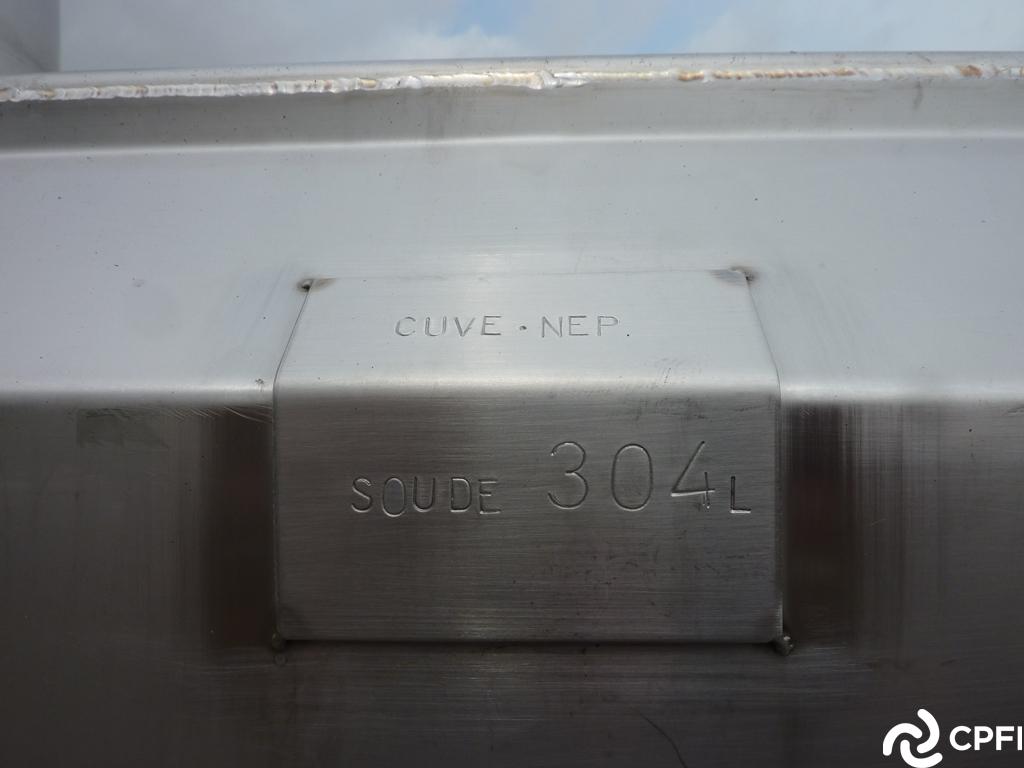 CUVE · NEP.
SOUDE 304L
CPFI